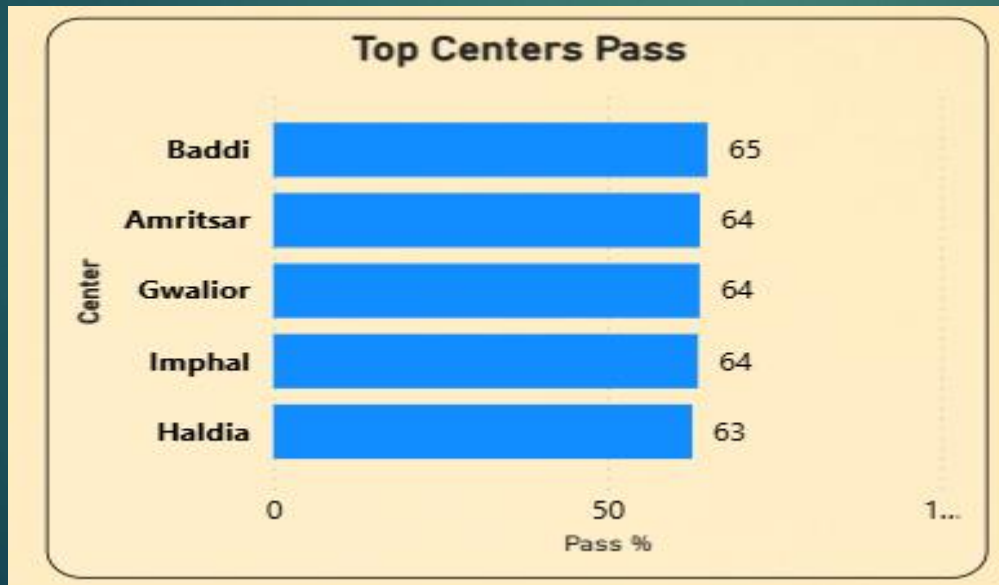 Top Centers Pass
Baddi 65
Amritsar 64
Gwalior 64
Imphal 64
Haldia 63
Center
0 50 1...
Pass %